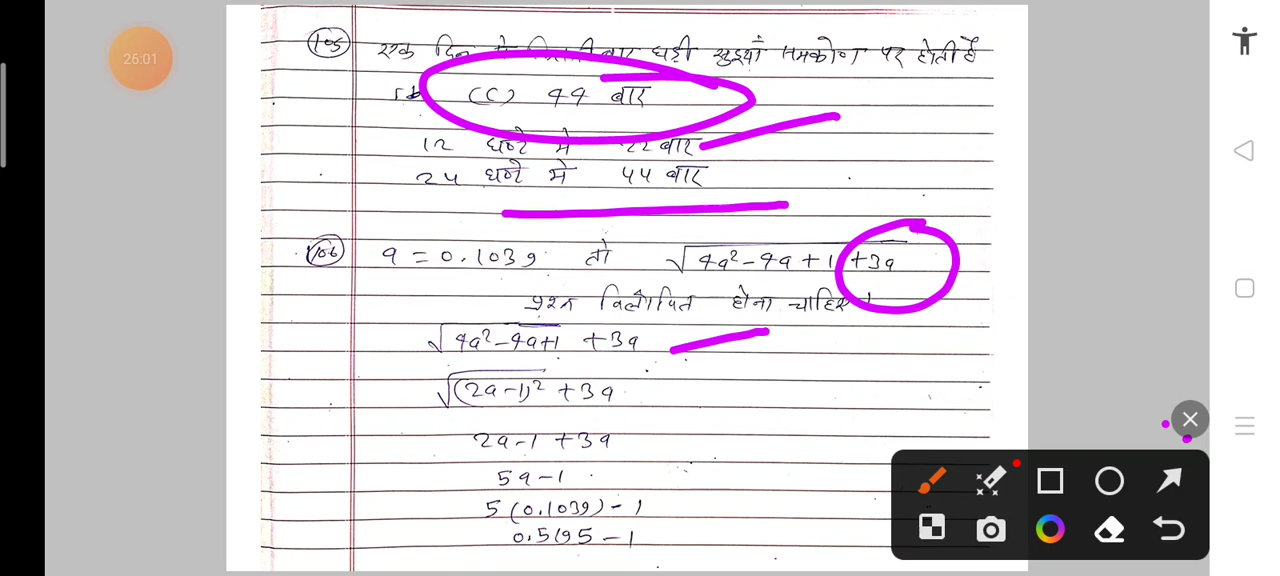 26:01
(105) एक दिन में कितनी बार घड़ी सुइयाँ समकोण पर होती हैं
(C) 44 बार
12 घण्टे में 22 बार
24 घण्टे में 44 बार
(106) a = 0.1039 तो √4a²-4a+1+3a
प्रश्न विलोपित होना चाहिए।
√4a²-4a+1 +3a
√(2a-1)² +3a
2a-1+3a
5a-1
5(0.1039)-1
0.5195-1